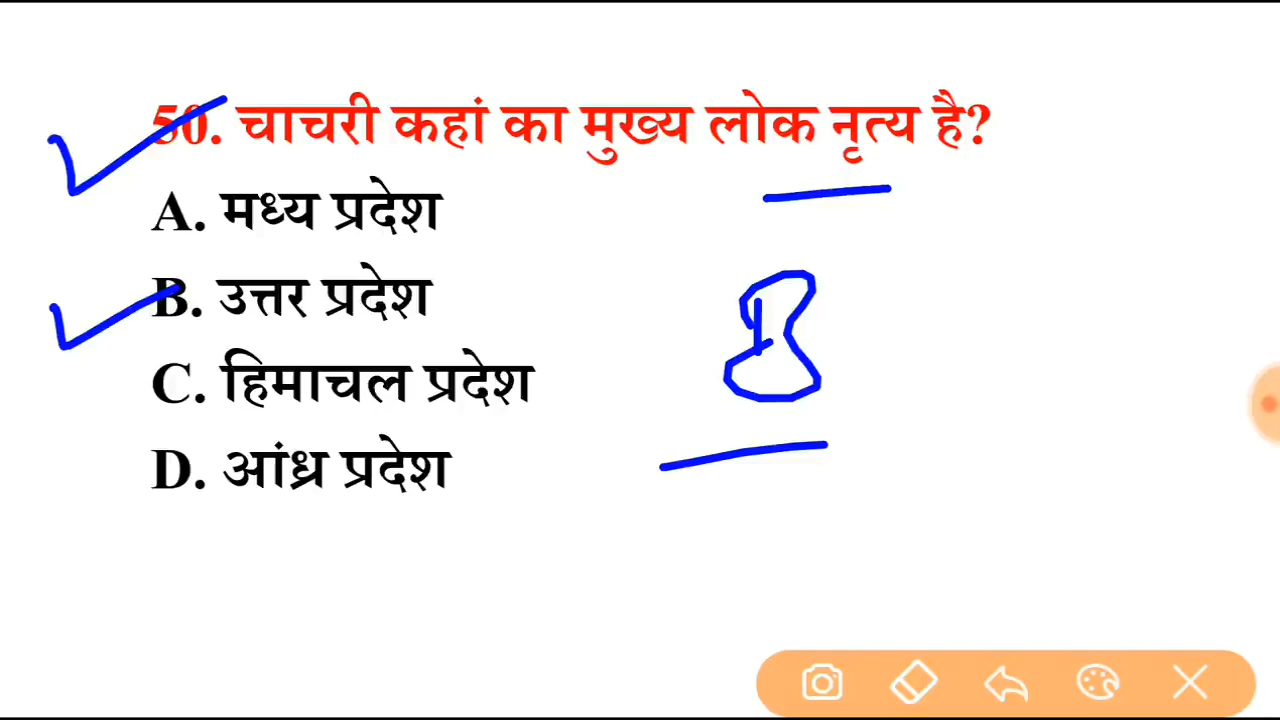 50. चाचरी कहां का मुख्य लोक नृत्य है?
A. मध्य प्रदेश
B. उत्तर प्रदेश
C. हिमाचल प्रदेश
D. आंध्र प्रदेश